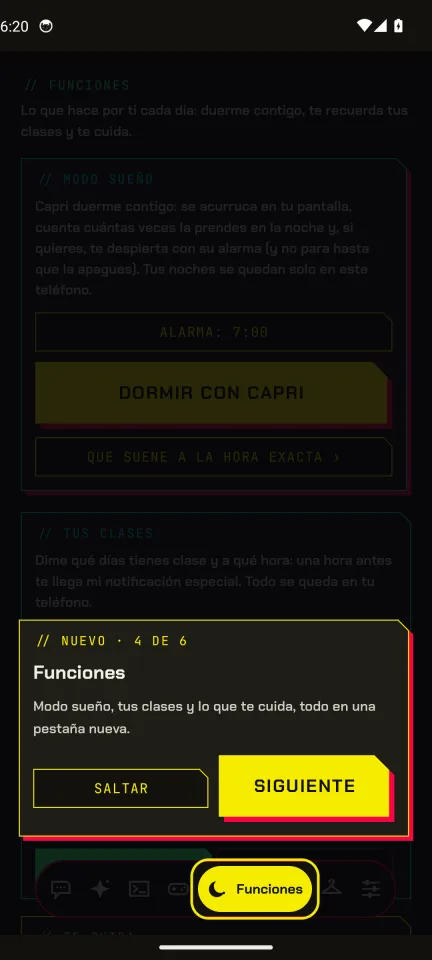 6:20
// FUNCIONES
Lo que hace por ti cada día: duerme contigo, te recuerda tus
clases y te cuida.
// MODO SUEÑO
Capri duerme contigo: se acurruca en tu pantalla,
cuenta cuántas veces la prendes en la noche y, si
quieres, te despierta con su alarma (y no para hasta
que la apagues). Tus noches se quedan solo en este
teléfono.
ALARMA: 7:00
DORMIR CON CAPRI
QUE SUENE A LA HORA EXACTA ›
// TUS CLASES
Dime qué días tienes clase y a qué hora: una hora antes
te llega mi notificación especial. Todo se queda en tu
teléfono.
// NUEVO · 4 DE 6
Funciones
Modo sueño, tus clases y lo que te cuida, todo en una
pestaña nueva.
SALTAR
SIGUIENTE
Funciones
// TE CUIDA